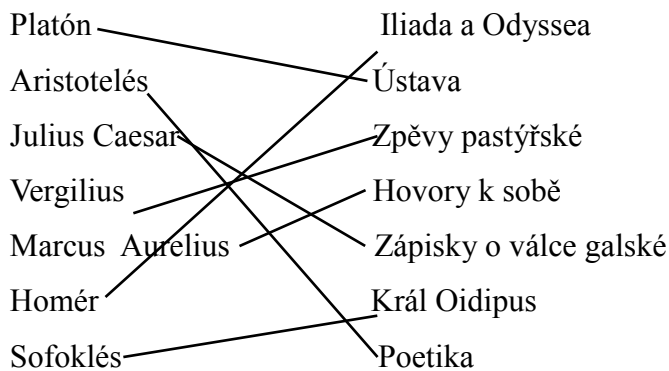 Platón Iliada a Odyssea
Aristotelés Ústava
Julius Caesar Zpěvy pastýřské
Vergilius Hovory k sobě
Marcus Aurelius Zápisky o válce galské
Homér Král Oidipus
Sofoklés Poetika